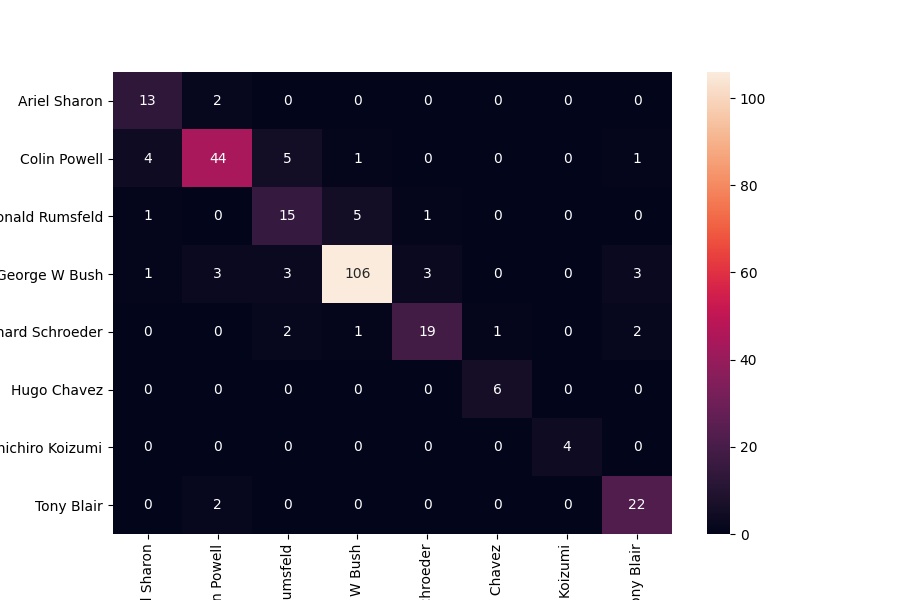 Ariel Sharon 13 2 0 0 0 0 0 0
Colin Powell 4 44 5 1 0 0 0 1
onald Rumsfeld 1 0 15 5 1 0 0 0
George W Bush 1 3 3 106 3 0 0 3
hard Schroeder 0 0 2 1 19 1 0 2
Hugo Chavez 0 0 0 0 0 6 0 0
nichiro Koizumi 0 0 0 0 0 0 4 0
Tony Blair 0 2 0 0 0 0 0 22
l Sharon
n Powell
umsfeld
W Bush
hroeder
Chavez
Koizumi
ony Blair
100
80
60
40
20
0